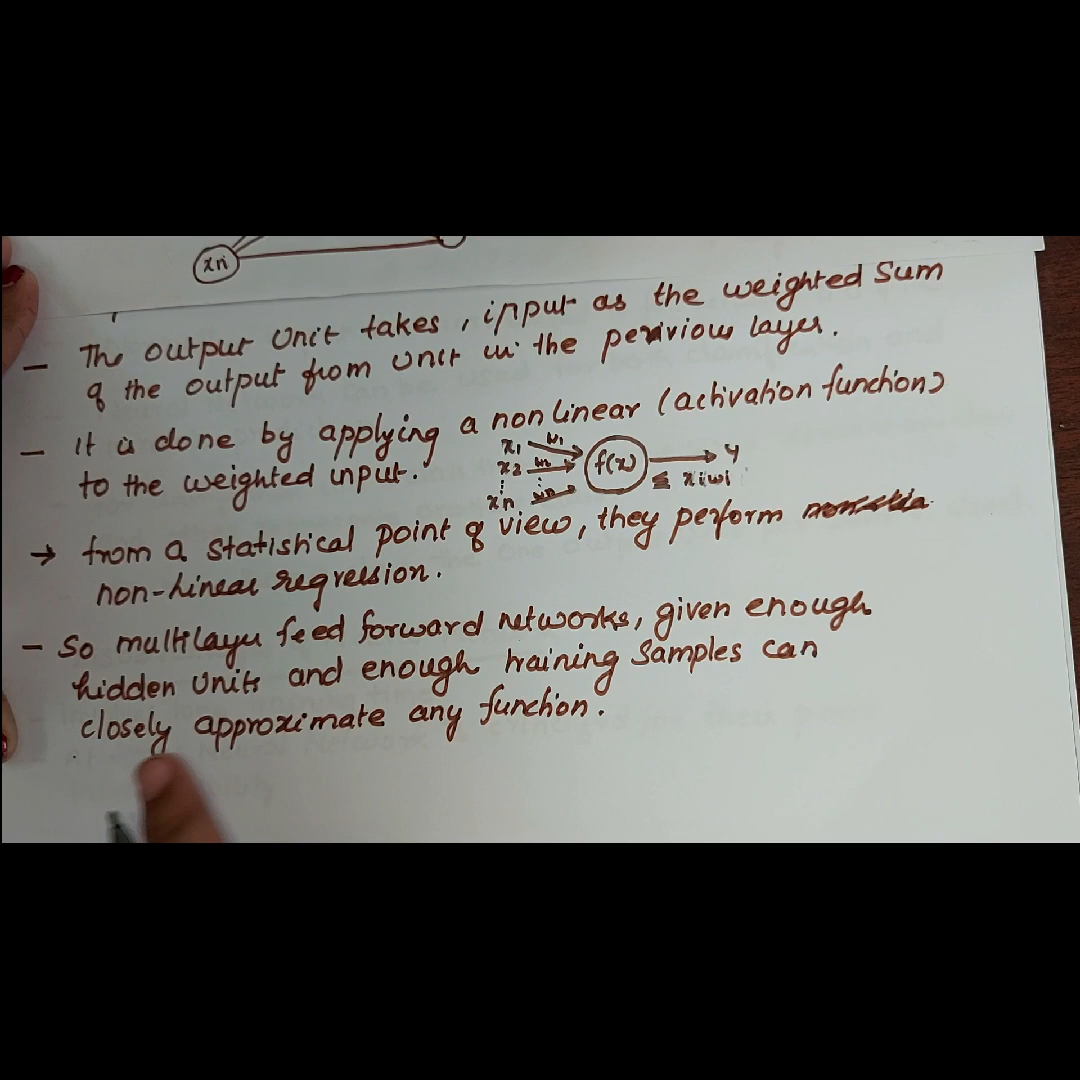 xn
- The output unit takes, input as the weighted sum
of the output from unit in the perivious layer.
- It is done by applying a non linear (activation function)
to the weighted input.
x1 w1
x2 w2 f(x) y
⋮ ⋮ Σ xiwi
xn wn
→ from a statistical point of view, they perform
non-linear regression.
- So multilayer feed forward networks, given enough
hidden units and enough training samples can
closely approximate any function.